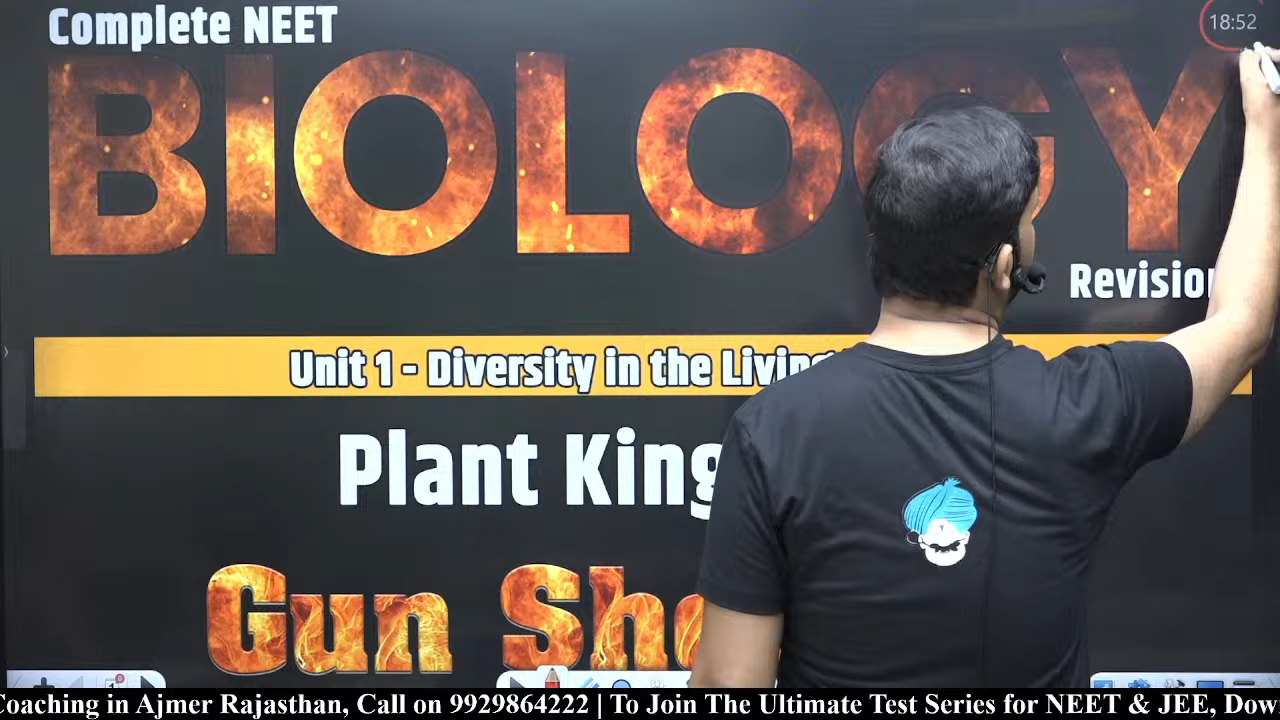 Complete NEET
18:52
BIOLOGY
Revision
Unit 1 - Diversity in the Living
Plant King
Gun Sho
Coaching in Ajmer Rajasthan, Call on 9929864222 | To Join The Ultimate Test Series for NEET & JEE, Dow